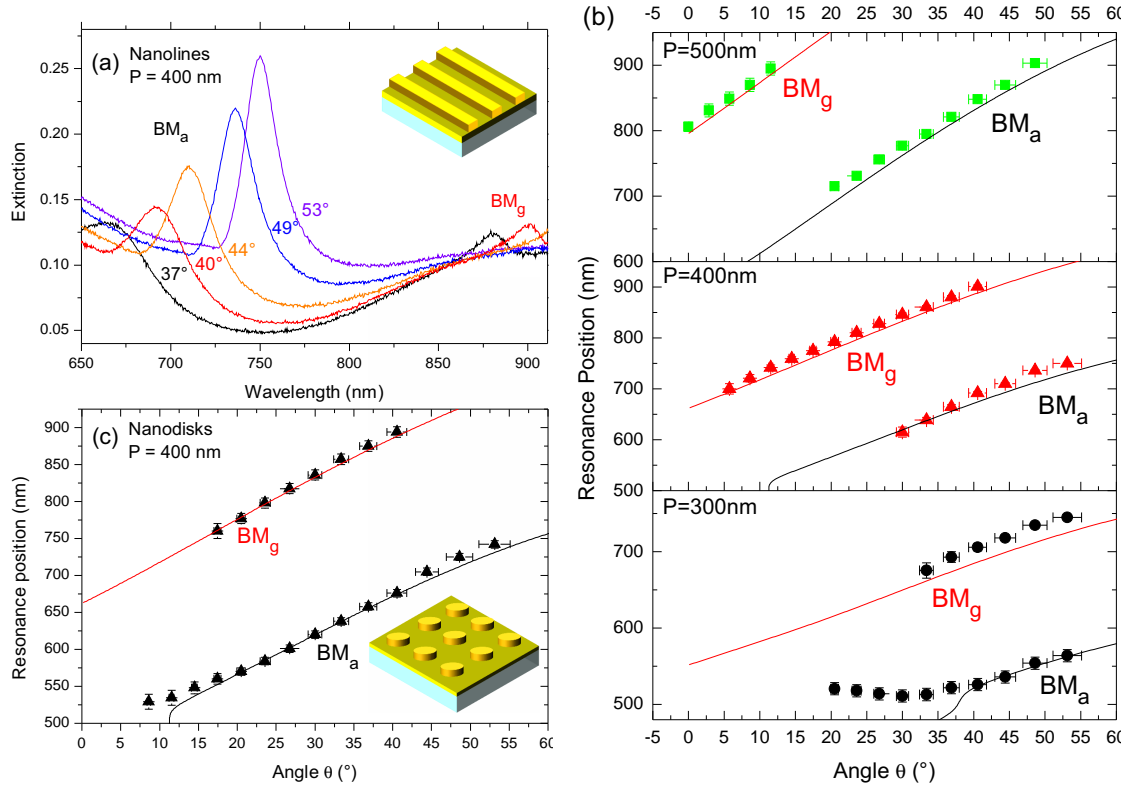 (a) Nanolines
P = 400 nm
BMa
BMg
53°
49°
44°
40°
37°
Extinction
0.25
0.20
0.15
0.10
0.05
650 700 750 800 850 900
Wavelength (nm)
(b)
-5 0 5 10 15 20 25 30 35 40 45 50 55 60
P=500nm
BMg
BMa
900
800
700
600
P=400nm
BMg
BMa
900
800
700
600
500
P=300nm
BMg
BMa
700
600
500
Resonance Position (nm)
-5 0 5 10 15 20 25 30 35 40 45 50 55 60
Angle θ (°)
(c) Nanodisks
P = 400 nm
BMg
BMa
Resonance position (nm)
900
850
800
750
700
650
600
550
500
0 5 10 15 20 25 30 35 40 45 50 55 60
Angle θ (°)